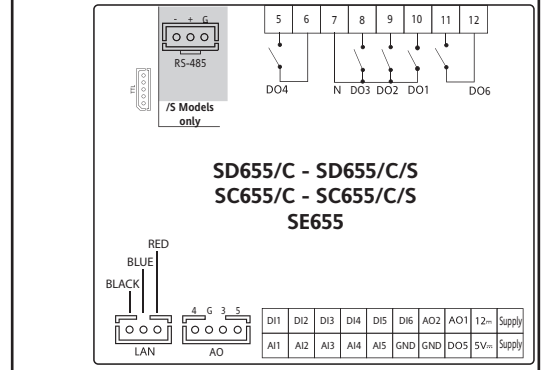 - + G
RS-485
TTL
/S Models
only
5 6 7 8 9 10 11 12
DO4 N DO3 DO2 DO1 DO6
SD655/C - SD655/C/S
SC655/C - SC655/C/S
SE655
RED
BLUE
BLACK
LAN
4 G 3 5
AO
DI1 DI2 DI3 DI4 DI5 DI6 AO2 AO1 12⎓ Supply
AI1 AI2 AI3 AI4 AI5 GND GND DO5 5V⎓ Supply